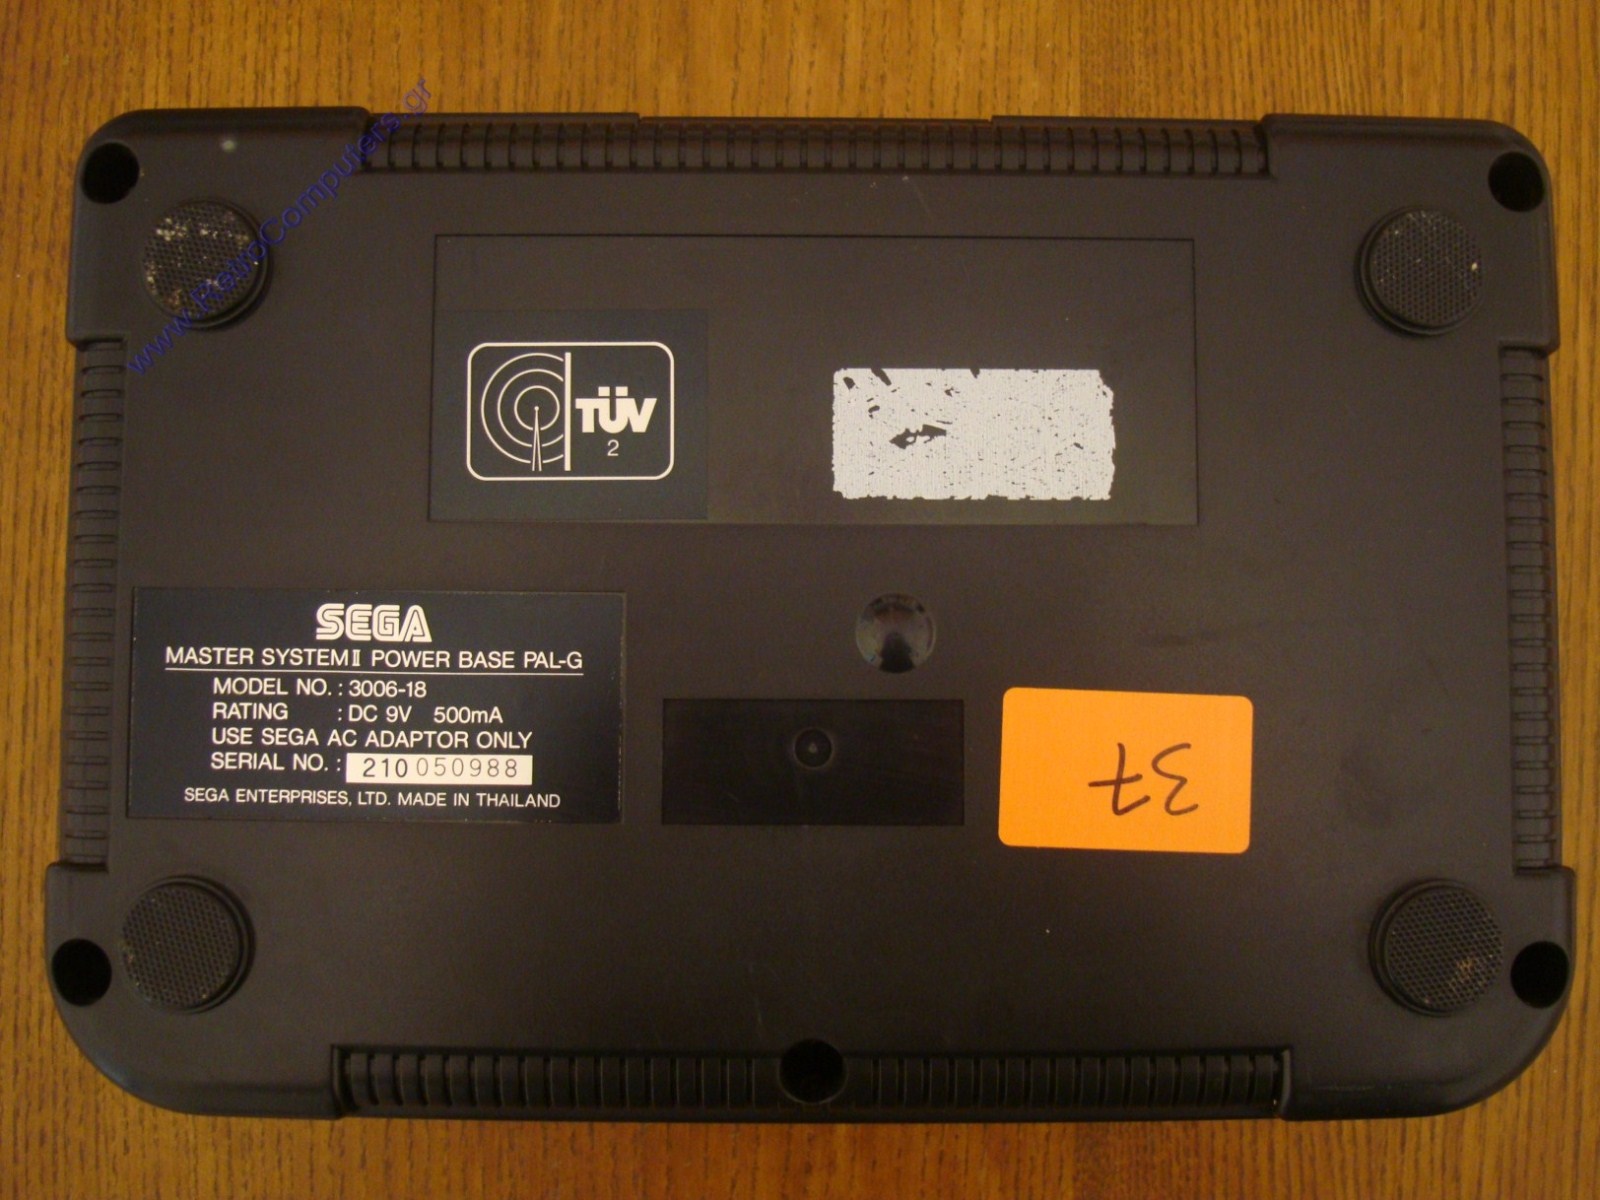 www.RetroComputers.gr
TÜV
2
SEGA
MASTER SYSTEM II POWER BASE PAL-G
MODEL NO. : 3006-18
RATING : DC 9V 500mA
USE SEGA AC ADAPTOR ONLY
SERIAL NO. : 210050988
SEGA ENTERPRISES, LTD. MADE IN THAILAND
37